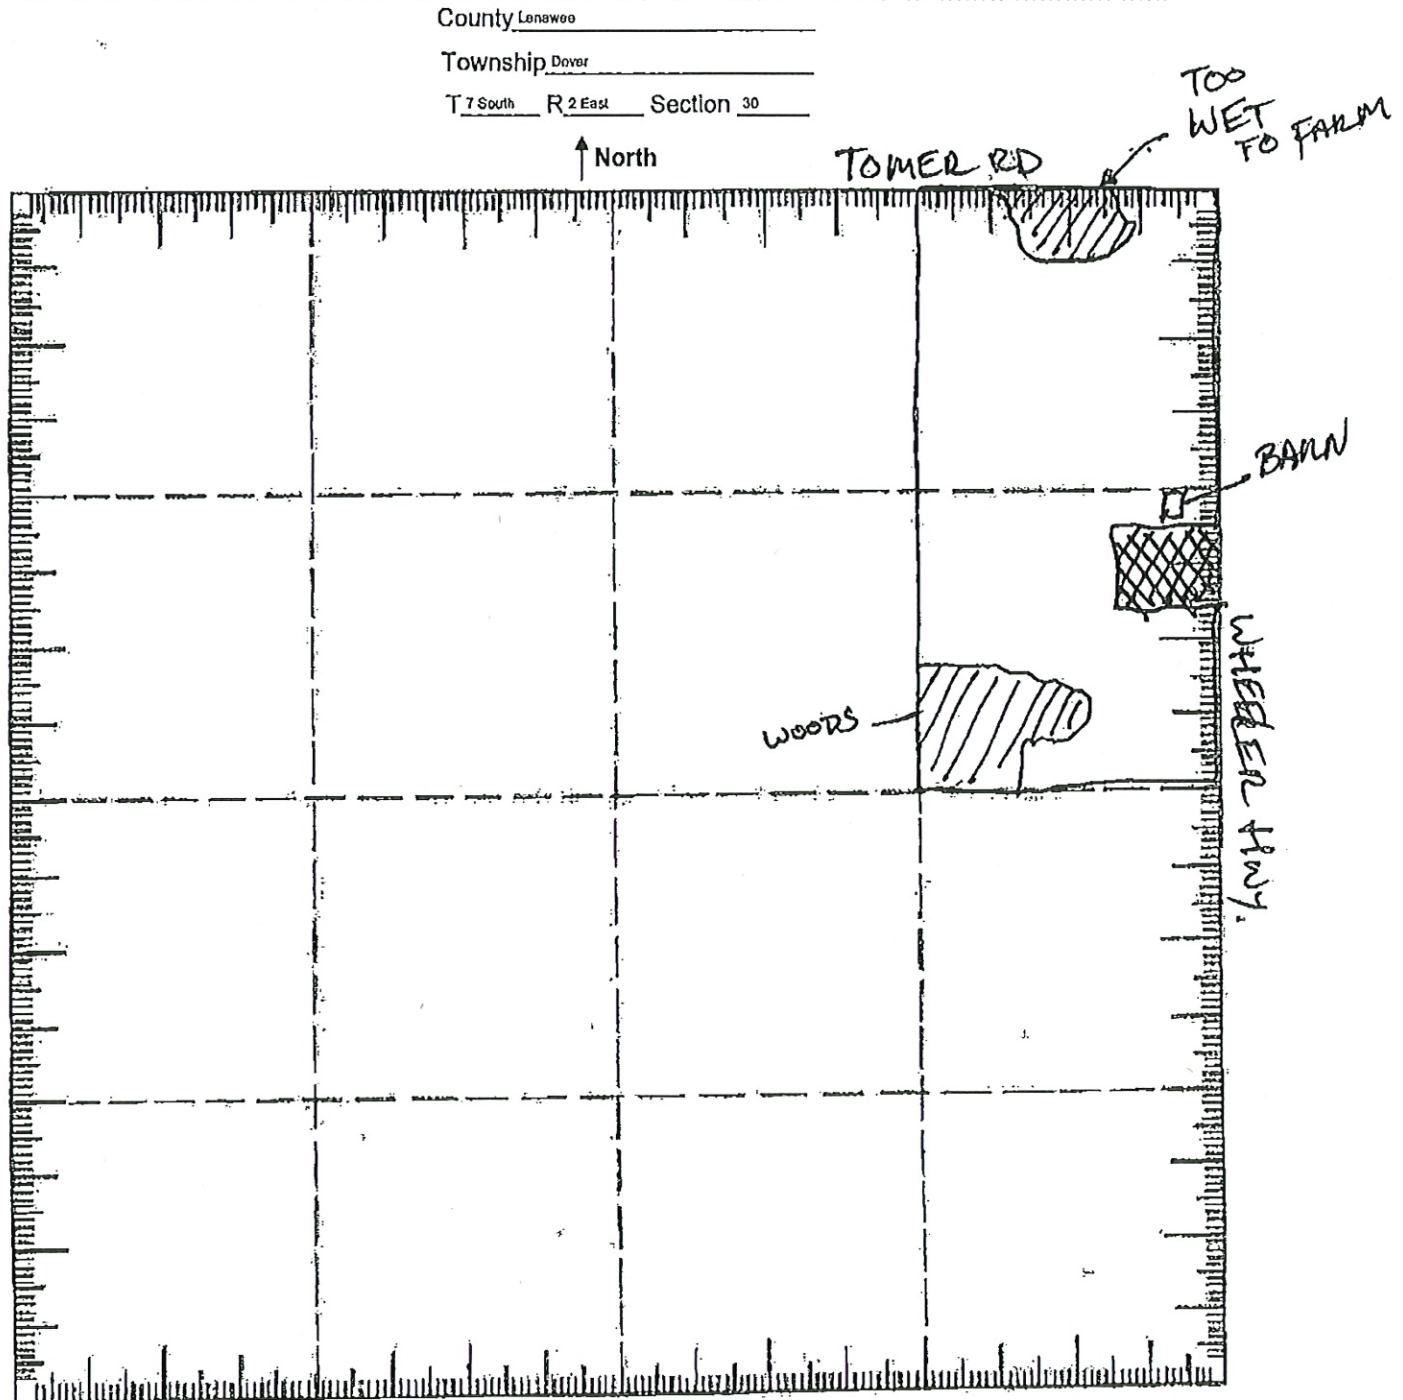 County Lenawee
Township Dover
T 7 South R 2 East Section 30
North
TOMER RD
TOO
WET
TO FARM
BARN
WOODS
WHEELER HWY.